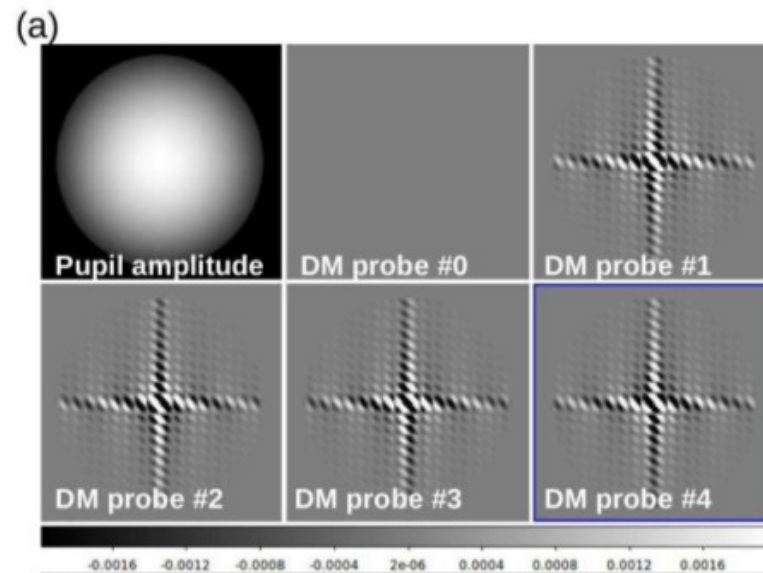 (a)
Pupil amplitude
DM probe #0
DM probe #1
DM probe #2
DM probe #3
DM probe #4
-0.0016 -0.0012 -0.0008 -0.0004 2e-06 0.0004 0.0008 0.0012 0.0016